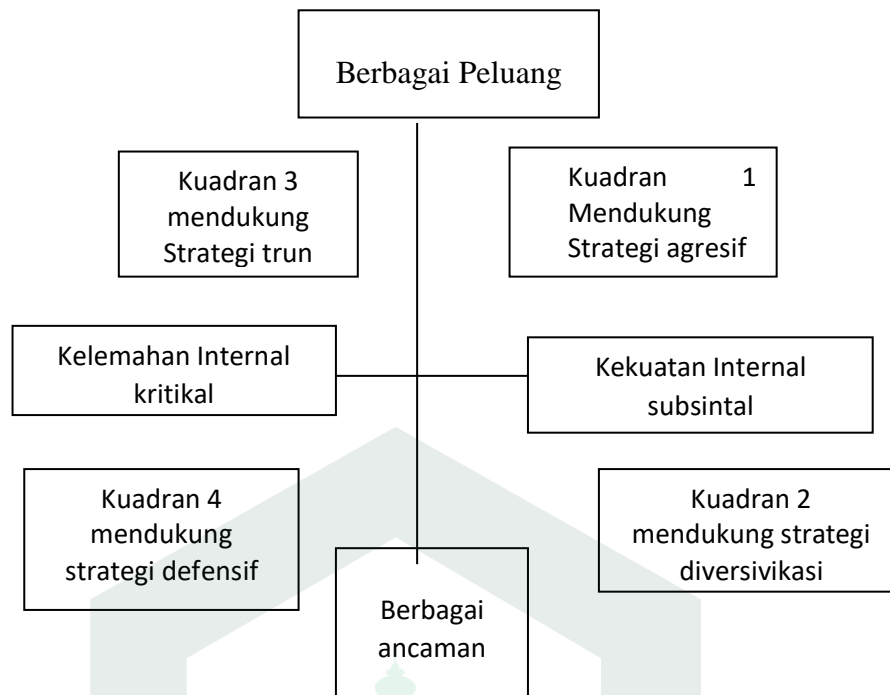 Berbagai Peluang
Kuadran 3
mendukung
Strategi trun
Kuadran 1
Mendukung
Strategi agresif
Kelemahan Internal
kritikal
Kekuatan Internal
subsintal
Kuadran 4
mendukung
strategi defensif
Kuadran 2
mendukung strategi
diversivikasi
Berbagai
ancaman